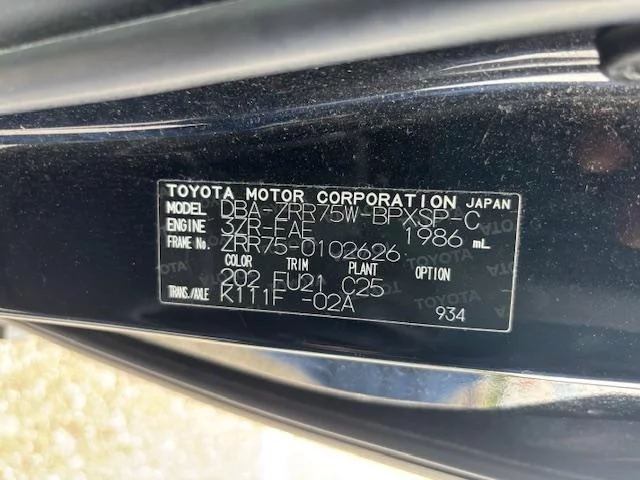 TOYOTA MOTOR CORPORATION JAPAN
MODEL DBA-ZRR75W-BPXSP-C
ENGINE 3ZR-FAE 1986 mL
FRAME No. ZRR75-0102626
COLOR TRIM PLANT OPTION
202 FU21 C25
TRANS./AXLE K111F -02A
934